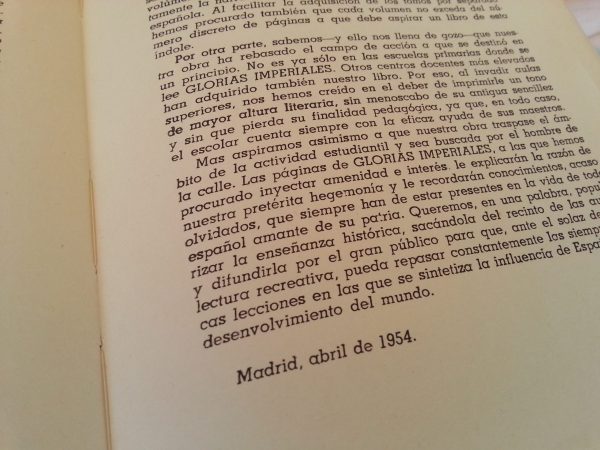 española. Al facilitar la adquisición de los tomos por separado
hemos procurado también que cada volumen no exceda del nú-
mero discreto de páginas a que debe aspirar un libro de esta
índole.
Por otra parte, sabemos—y ello nos llena de gozo—que nues-
tra obra ha rebasado el campo de acción a que se destinó en
un principio. No es ya sólo en las escuelas primarias donde se
lee GLORIAS IMPERIALES. Otros centros docentes más elevados
han adquirido también nuestro libro. Por eso, al invadir aulas
superiores, nos hemos creído en el deber de imprimirle un tono
de mayor altura literaria, sin menoscabo de su antigua sencillez
y sin que pierda su finalidad pedagógica, ya que, en todo caso,
el escolar cuenta siempre con la eficaz ayuda de sus maestros.
Mas aspiramos asimismo a que nuestra obra traspase el ám-
bito de la actividad estudiantil y sea buscada por el hombre de
la calle. Las páginas de GLORIAS IMPERIALES, a las que hemos
procurado inyectar amenidad e interés, le explicarán la razón de
nuestra pretérita hegemonía y le recordarán conocimientos, acaso
olvidados, que siempre han de estar presentes en la vida de todo
español amante de su patria. Queremos, en una palabra, popu
rizar la enseñanza histórica, sacándola del recinto de las au
y difundirla por el gran público para que, ante el solaz de
lectura recreativa, pueda repasar constantemente las siemp
cas lecciones en las que se sintetiza la influencia de Espa
desenvolvimiento del mundo.
Madrid, abril de 1954.